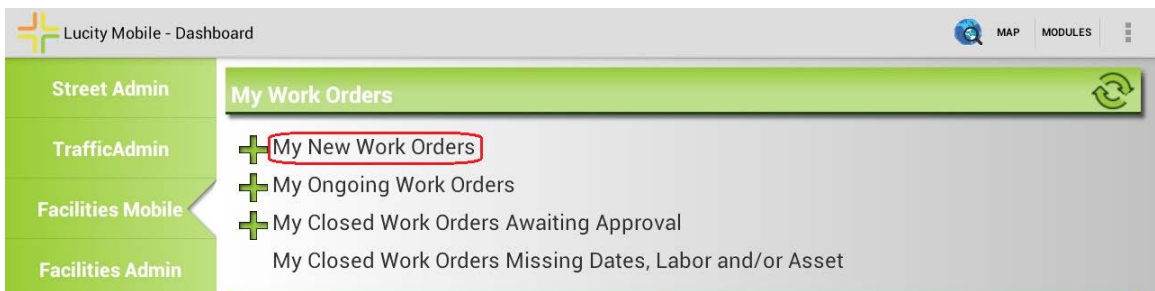 Lucity Mobile - Dashboard
MAP
MODULES
Street Admin
TrafficAdmin
Facilities Mobile
Facilities Admin
My Work Orders
My New Work Orders
My Ongoing Work Orders
My Closed Work Orders Awaiting Approval
My Closed Work Orders Missing Dates, Labor and/or Asset